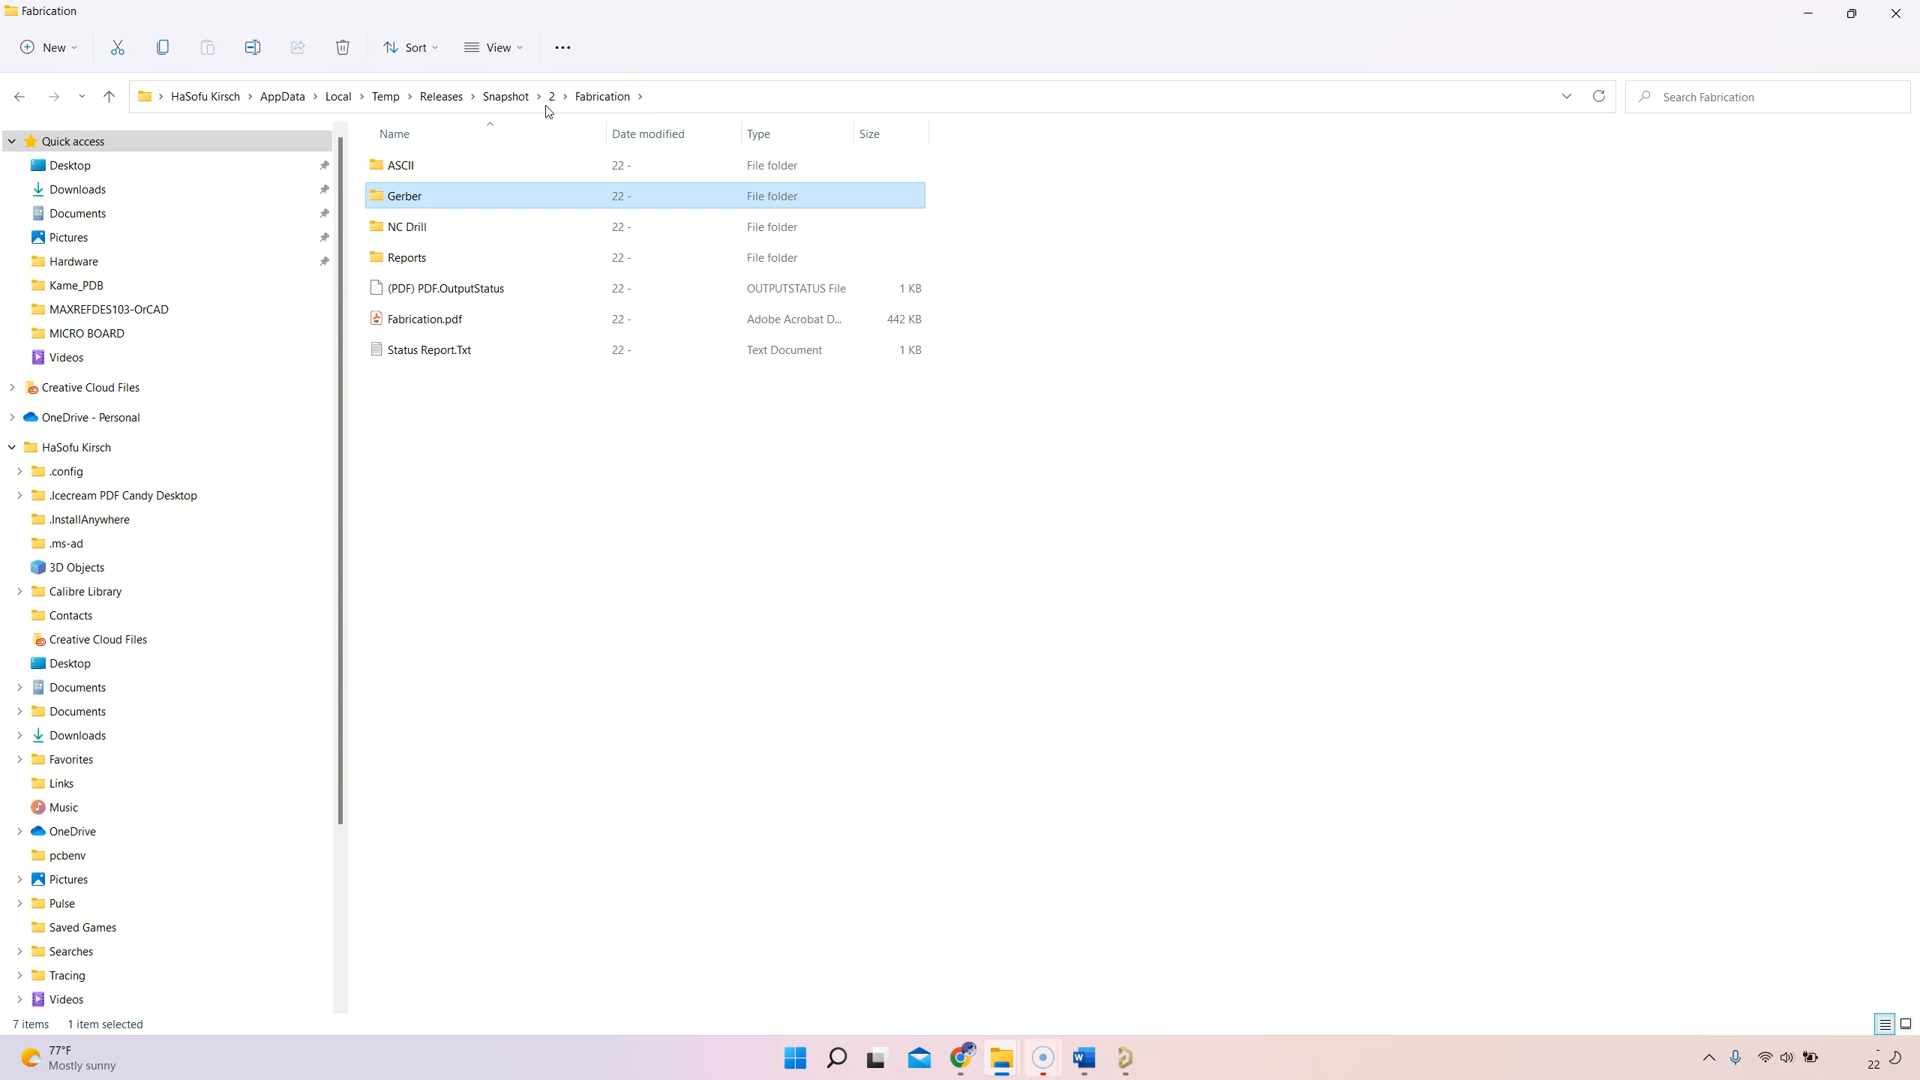 Fabrication
New
Sort
View
HaSofu Kirsch > AppData > Local > Temp > Releases > Snapshot > 2 > Fabrication >
Search Fabrication
Name Date modified Type Size
ASCII 22 - File folder
Gerber 22 - File folder
NC Drill 22 - File folder
Reports 22 - File folder
(PDF) PDF.OutputStatus 22 - OUTPUTSTATUS File 1 KB
Fabrication.pdf 22 - Adobe Acrobat D... 442 KB
Status Report.Txt 22 - Text Document 1 KB
Quick access
Desktop
Downloads
Documents
Pictures
Hardware
Kame_PDB
MAXREFDES103-OrCAD
MICRO BOARD
Videos
Creative Cloud Files
OneDrive - Personal
HaSofu Kirsch
.config
.Icecream PDF Candy Desktop
.InstallAnywhere
.ms-ad
3D Objects
Calibre Library
Contacts
Creative Cloud Files
Desktop
Documents
Documents
Downloads
Favorites
Links
Music
OneDrive
pcbenv
Pictures
Pulse
Saved Games
Searches
Tracing
Videos
7 items 1 item selected
77°F
Mostly sunny
-
22